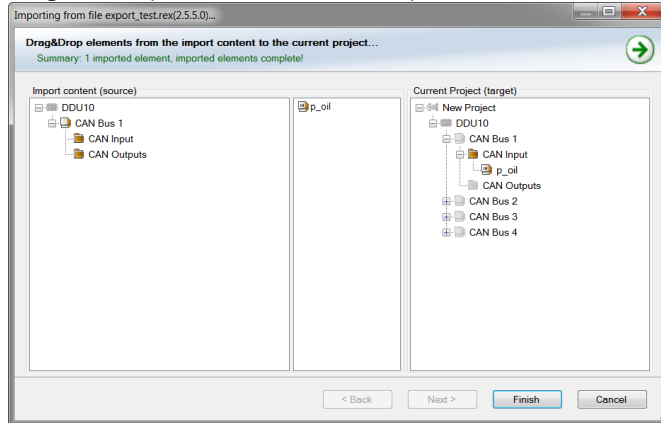 Importing from file export_test.rex(2.5.5.0)...
Drag&Drop elements from the import content to the current project...
Summary: 1 imported element, imported elements complete!
Import content (source)
DDU10
CAN Bus 1
CAN Input
CAN Outputs
p_oil
Current Project (target)
New Project
DDU10
CAN Bus 1
CAN Input
p_oil
CAN Outputs
CAN Bus 2
CAN Bus 3
CAN Bus 4
< Back
Next >
Finish
Cancel